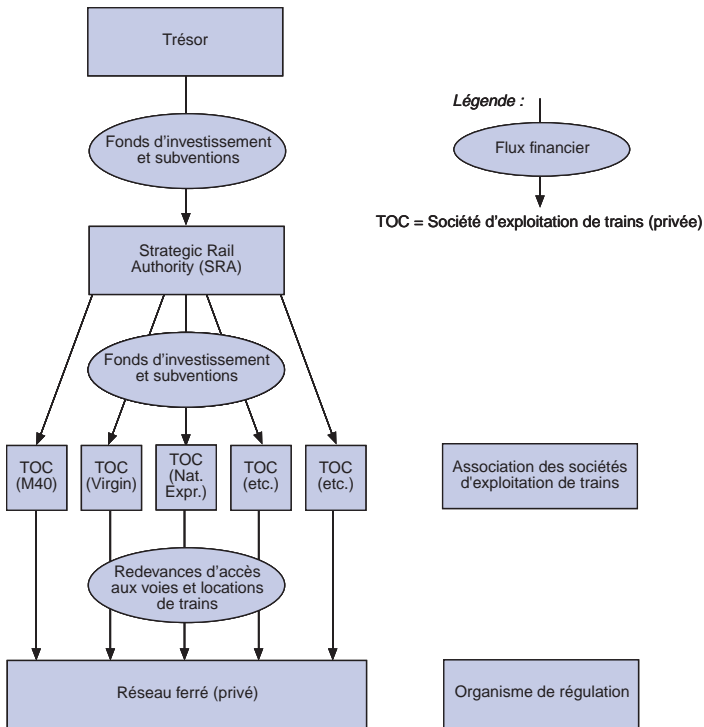 Trésor
Légende :
Fonds d'investissement
et subventions
Flux financier
TOC = Société d'exploitation de trains (privée)
Strategic Rail
Authority (SRA)
Fonds d'investissement
et subventions
TOC
(M40)
TOC
(Virgin)
TOC
(Nat.
Expr.)
TOC
(etc.)
TOC
(etc.)
Association des sociétés
d'exploitation de trains
Redevances d'accès
aux voies et locations
de trains
Réseau ferré (privé)
Organisme de régulation